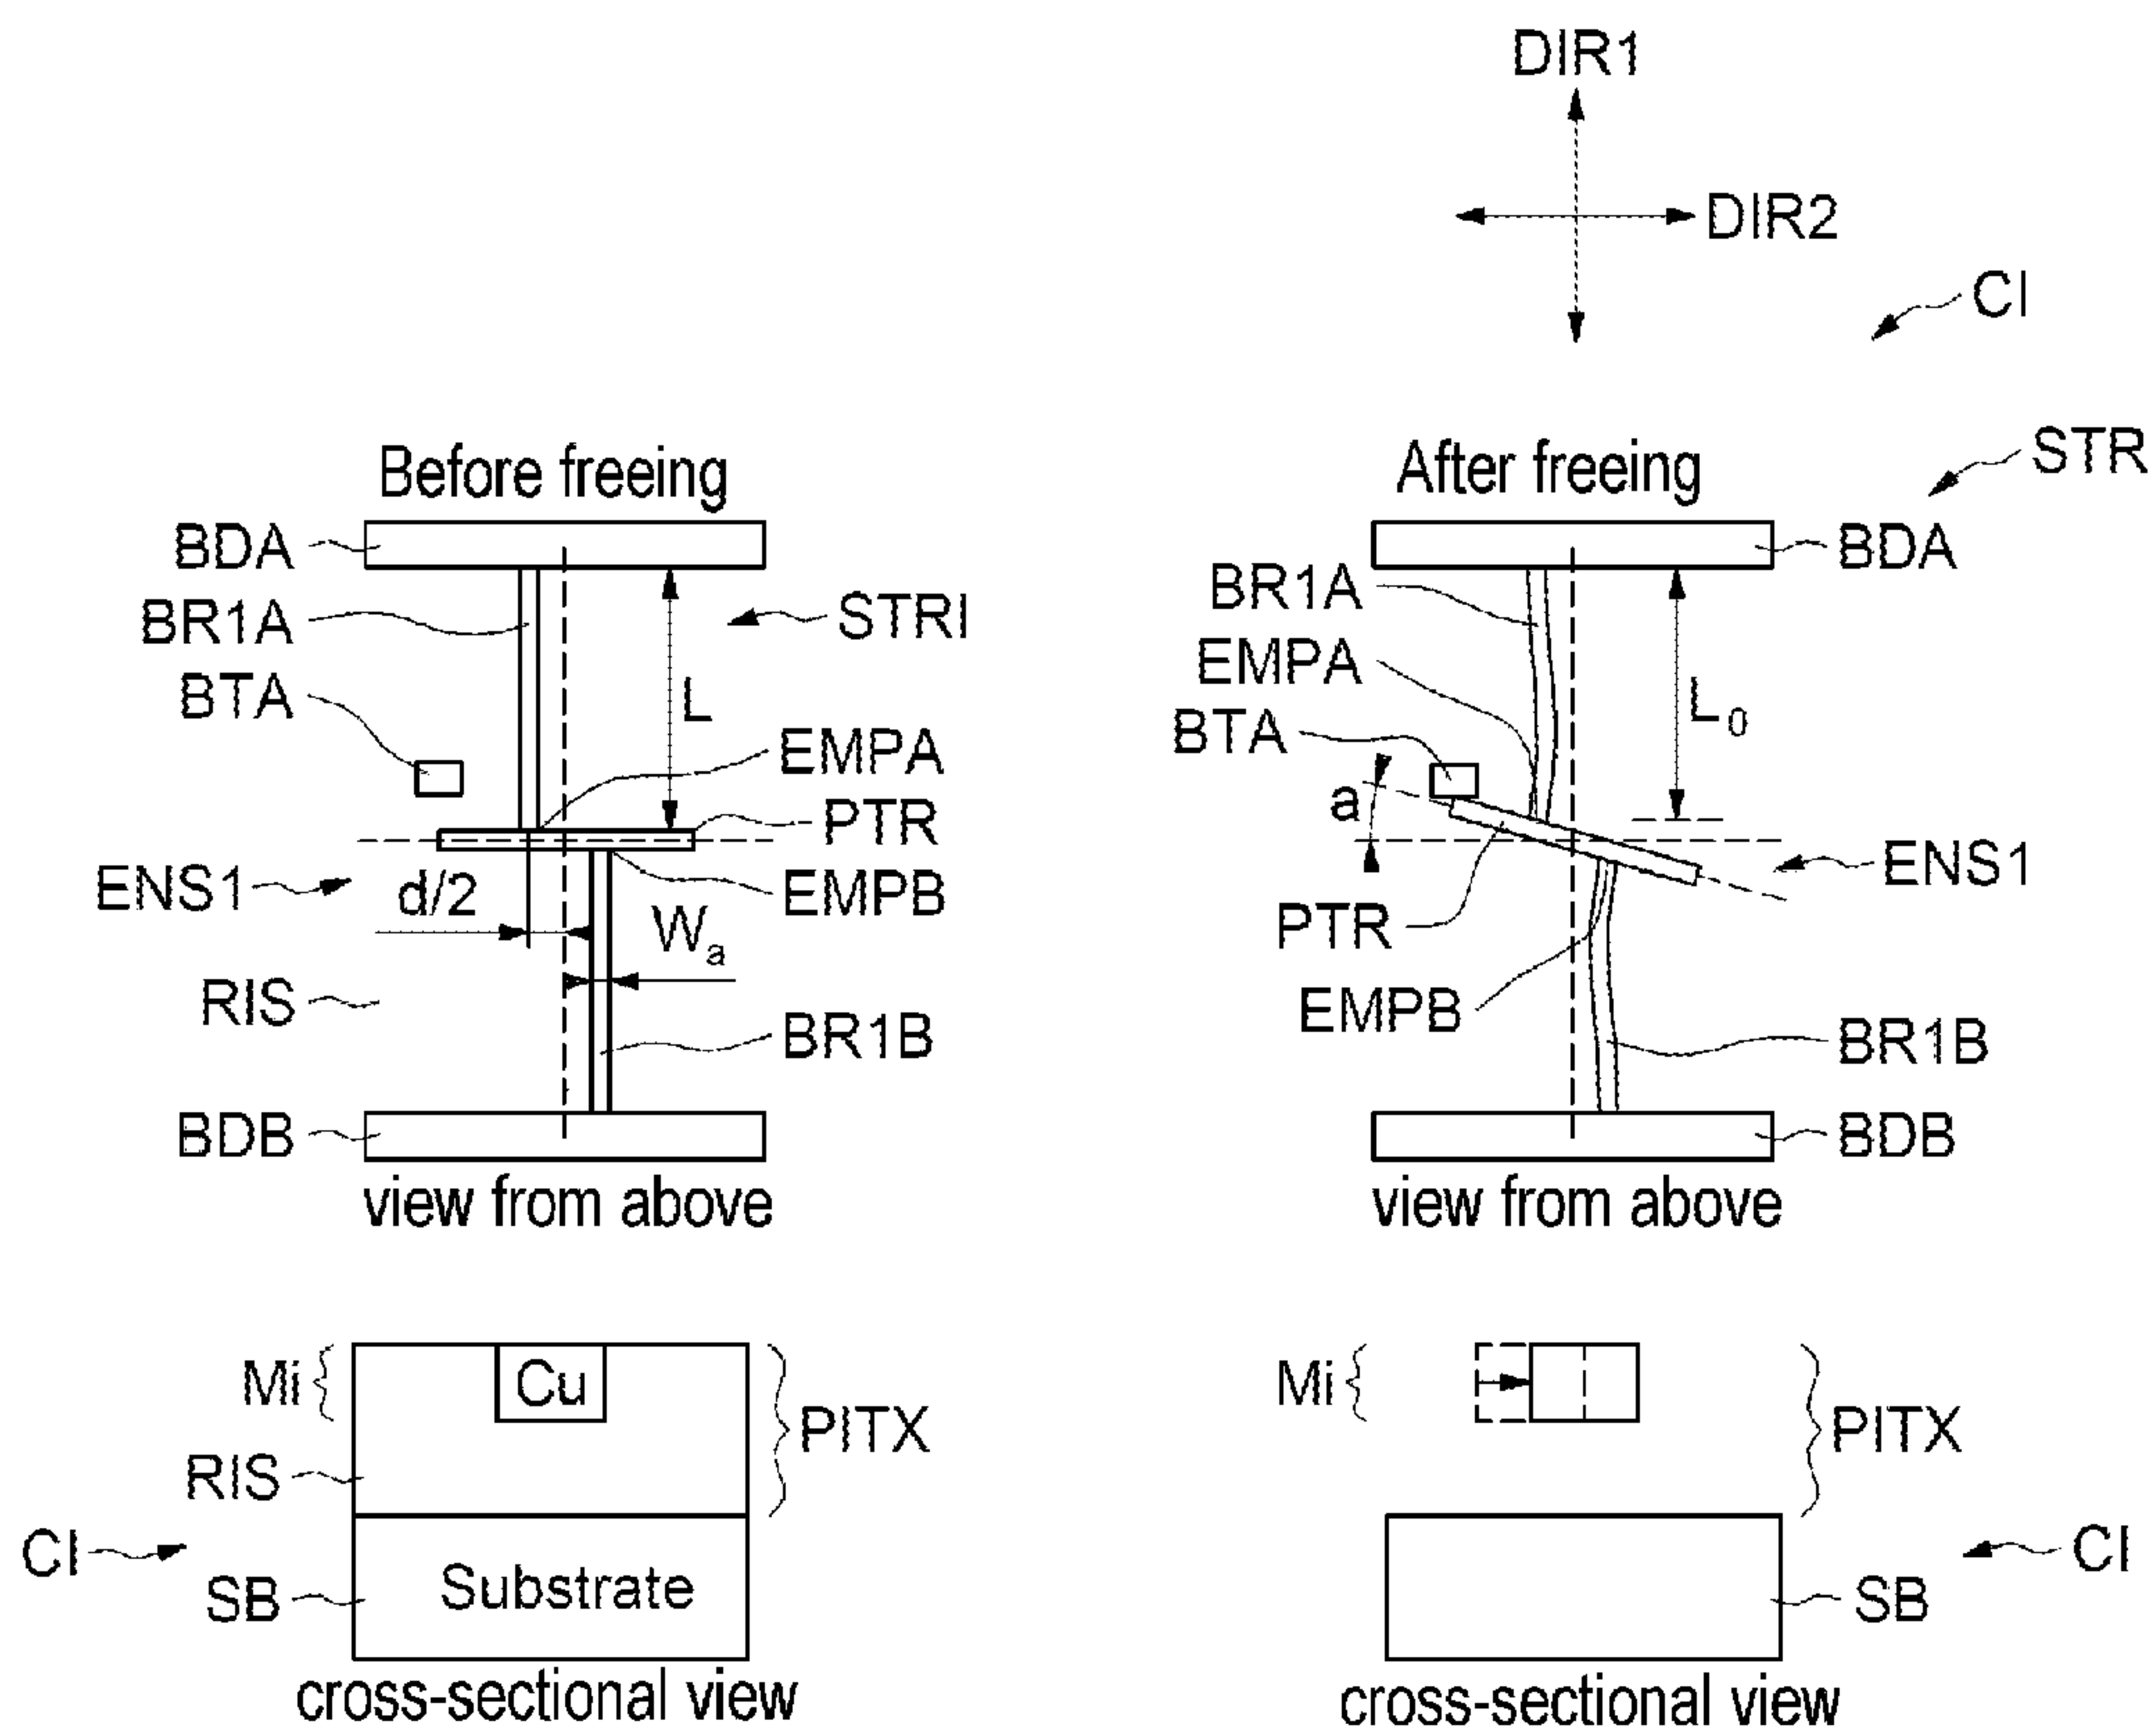 DIR1
DIR2
CI
STR
Before freeing
BDA
BR1A
STRI
BTA
L
EMPA
PTR
ENS1
d/2
EMPB
Wa
RIS
BR1B
BDB
view from above
After freeing
BDA
BR1A
EMPA
L0
BTA
a
ENS1
PTR
EMPB
BR1B
BDB
view from above
Mi
Cu
PITX
RIS
CI
SB
Substrate
cross-sectional view
Mi
PITX
CI
SB
cross-sectional view